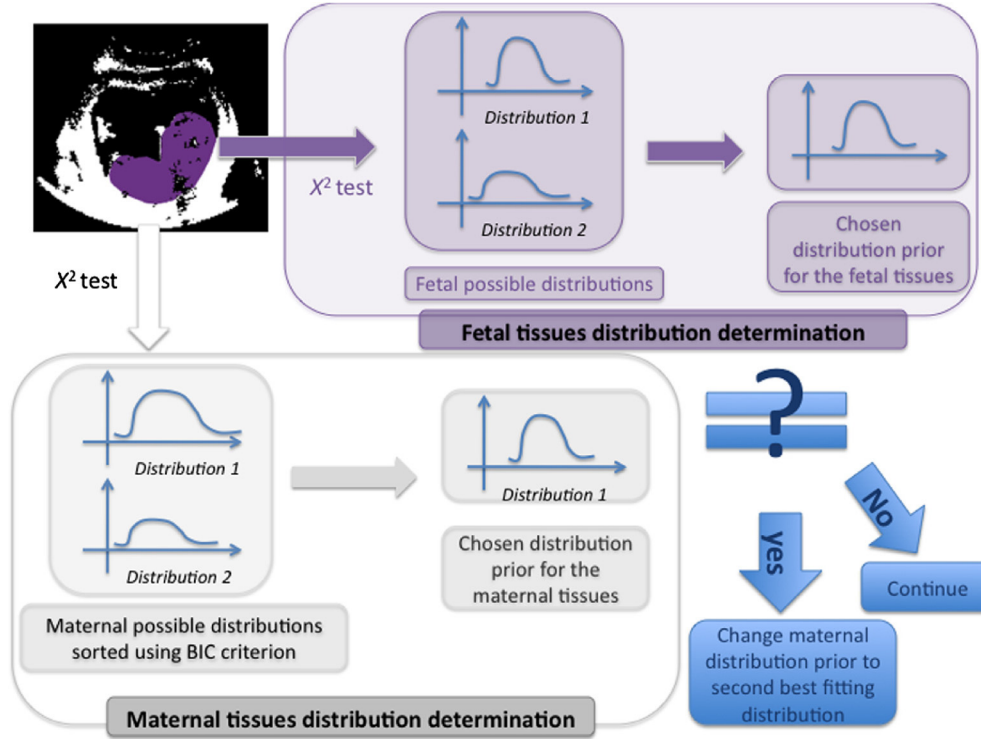 Distribution 1
Distribution 2
X² test
Fetal possible distributions
Chosen
distribution prior
for the fetal tissues
Fetal tissues distribution determination
X² test
Distribution 1
Distribution 2
Maternal possible distributions
sorted using BIC criterion
Distribution 1
Chosen distribution
prior for the
maternal tissues
Maternal tissues distribution determination
?
yes
No
Continue
Change maternal
distribution prior to
second best fitting
distribution